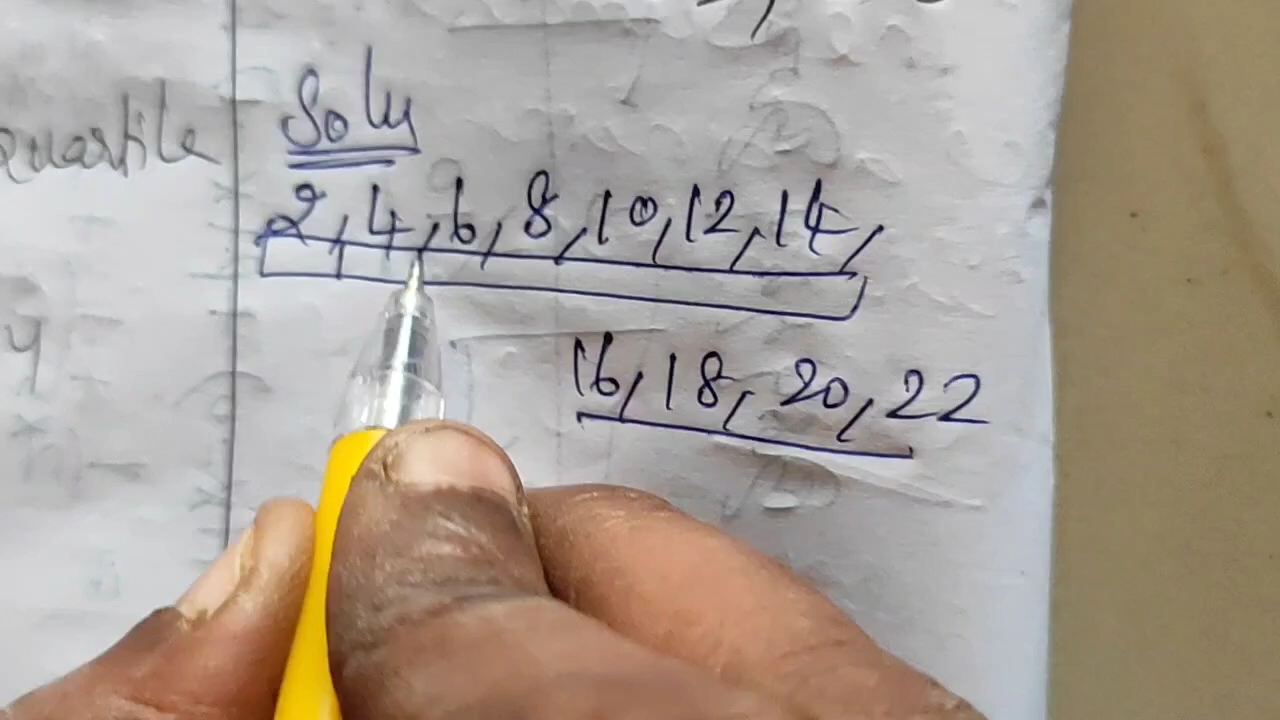 Quartile
Soln
2, 4, 6, 8, 10, 12, 14,
16, 18, 20, 22
y